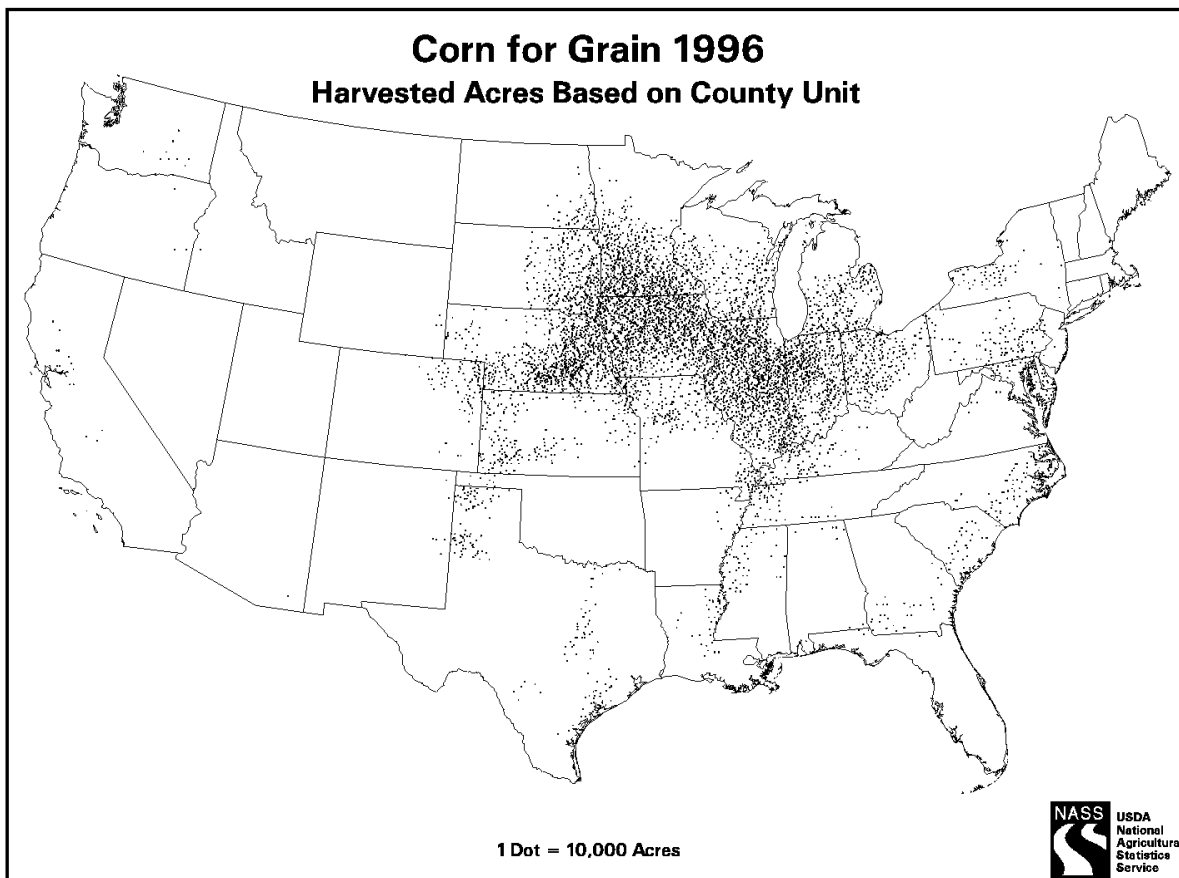 Corn for Grain 1996
Harvested Acres Based on County Unit
1 Dot = 10,000 Acres
NASS
USDA
National
Agricultural
Statistics
Service